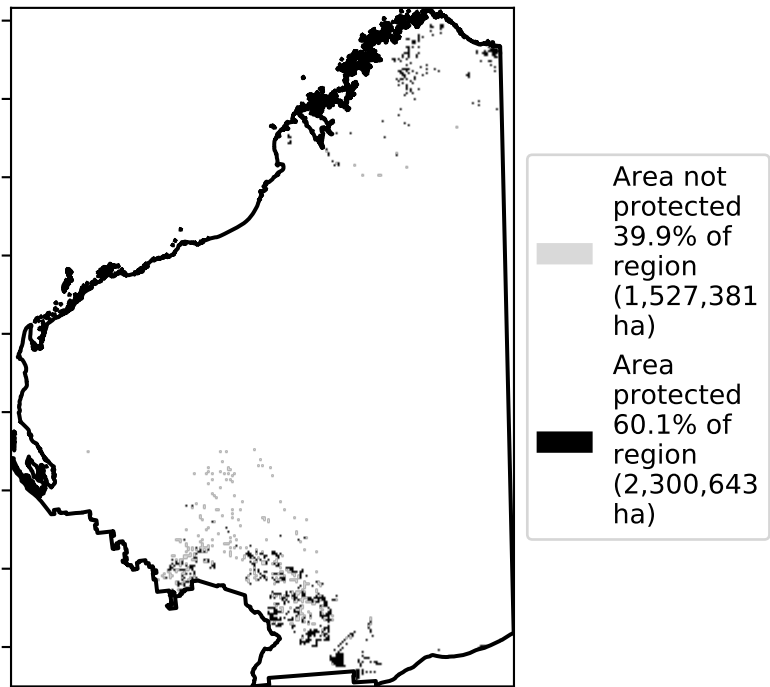 Area not
protected
39.9% of
region
(1,527,381
ha)
Area
protected
60.1% of
region
(2,300,643
ha)